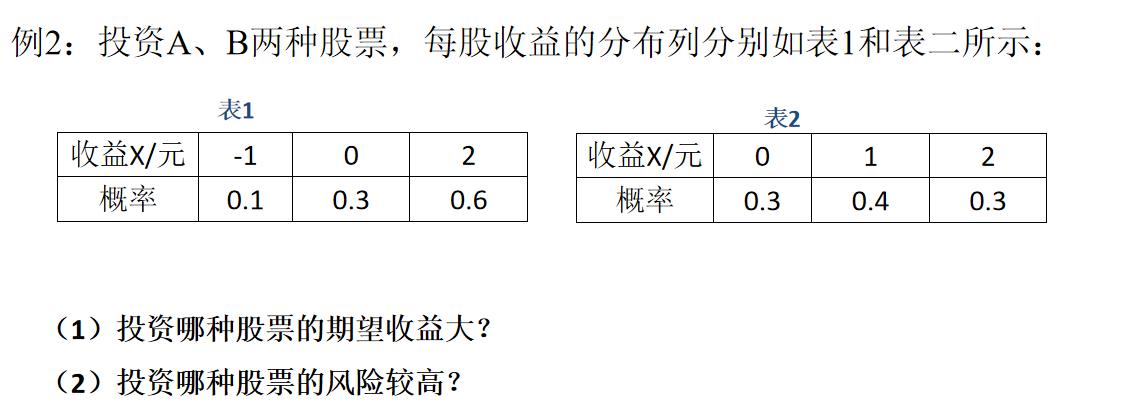 例2：投资A、B两种股票，每股收益的分布列分别如表1和表二所示：
表1
收益X/元 -1 0 2
概率 0.1 0.3 0.6
表2
收益X/元 0 1 2
概率 0.3 0.4 0.3
（1）投资哪种股票的期望收益大？
（2）投资哪种股票的风险较高？